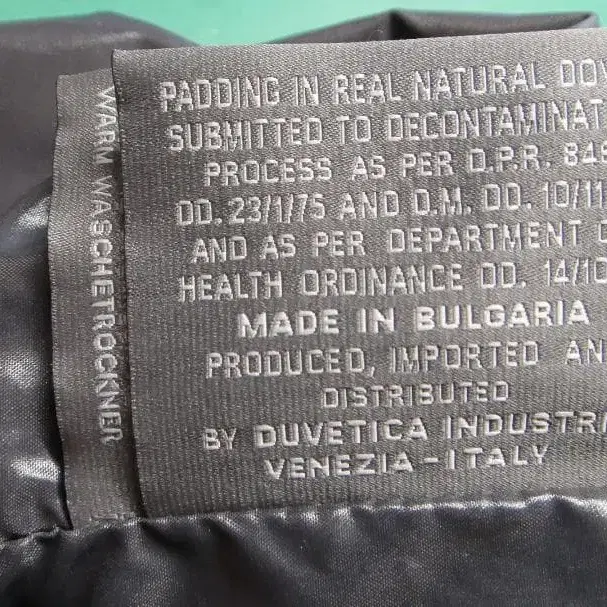 PADDING IN REAL NATURAL DOW
SUBMITTED TO DECONTAMINAT
PROCESS AS PER D.P.R. 845
DD. 23/1/75 AND D.M. DD. 10/11
AND AS PER DEPARTMENT O
HEALTH ORDINANCE DD. 14/10
MADE IN BULGARIA
PRODUCED, IMPORTED AN
DISTRIBUTED
BY DUVETICA INDUSTRI
VENEZIA-ITALY
WARM WASCHETROCKNER